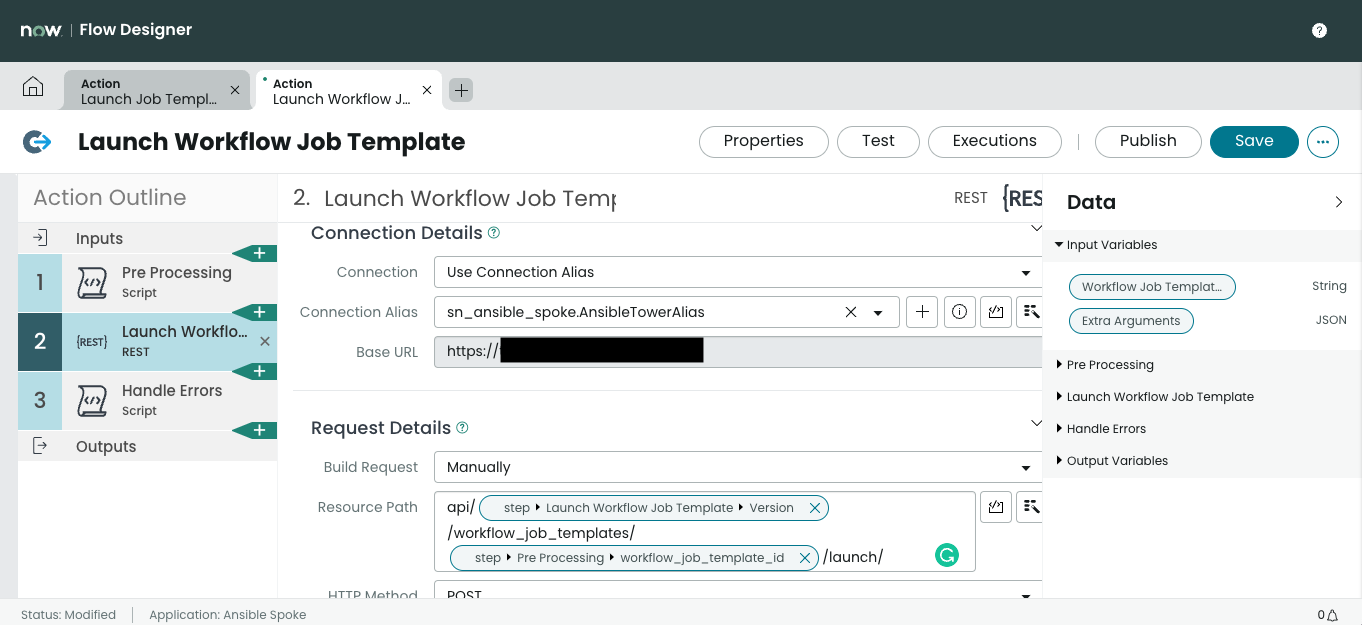 now | Flow Designer
Action
Launch Job Templ...
Action
Launch Workflow J...
Launch Workflow Job Template
Properties
Test
Executions
Publish
Save
Action Outline
Inputs
1
Pre Processing
Script
2
{REST}
Launch Workflo...
REST
3
Handle Errors
Script
Outputs
2. Launch Workflow Job Temp
REST {RES
Connection Details
Connection Use Connection Alias
Connection Alias sn_ansible_spoke.AnsibleTowerAlias
Base URL https://
Request Details
Build Request Manually
Resource Path api/ step Launch Workflow Job Template Version
/workflow_job_templates/
step Pre Processing workflow_job_template_id /launch/
HTTP Method POST
Data
Input Variables
Workflow Job Templat... String
Extra Arguments JSON
Pre Processing
Launch Workflow Job Template
Handle Errors
Output Variables
Status: Modified | Application: Ansible Spoke
0